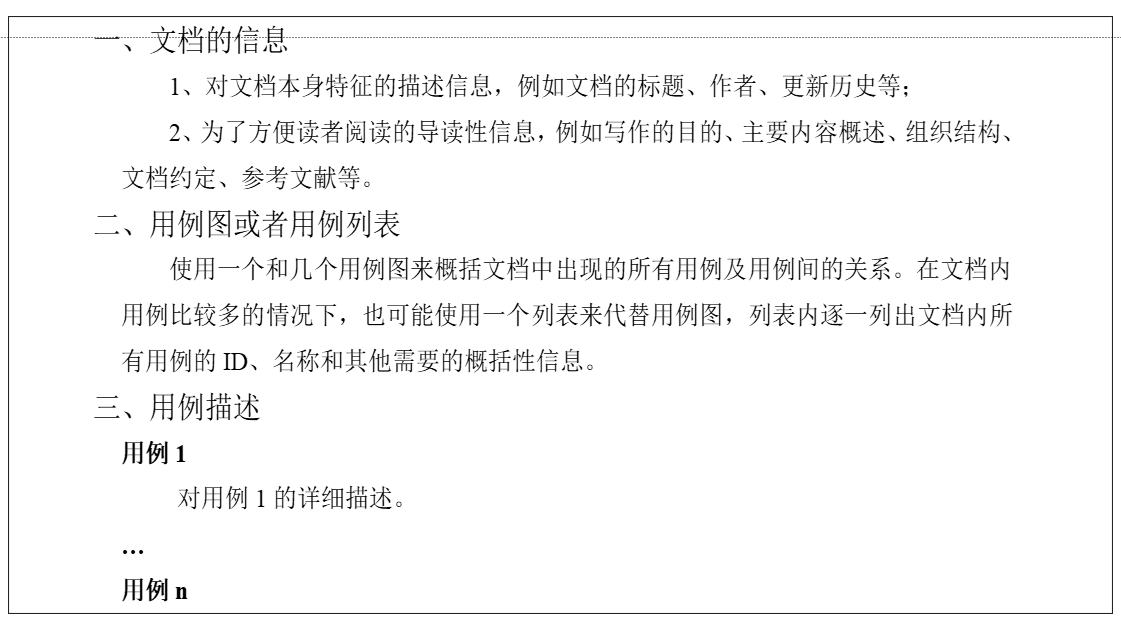 一、文档的信息
1、对文档本身特征的描述信息，例如文档的标题、作者、更新历史等；
2、为了方便读者阅读的导读性信息，例如写作的目的、主要内容概述、组织结构、
文档约定、参考文献等。
二、用例图或者用例列表
使用一个和几个用例图来概括文档中出现的所有用例及用例间的关系。在文档内
用例比较多的情况下，也可能使用一个列表来代替用例图，列表内逐一列出文档内所
有用例的 ID、名称和其他需要的概括性信息。
三、用例描述
用例 1
对用例 1 的详细描述。
…
用例 n